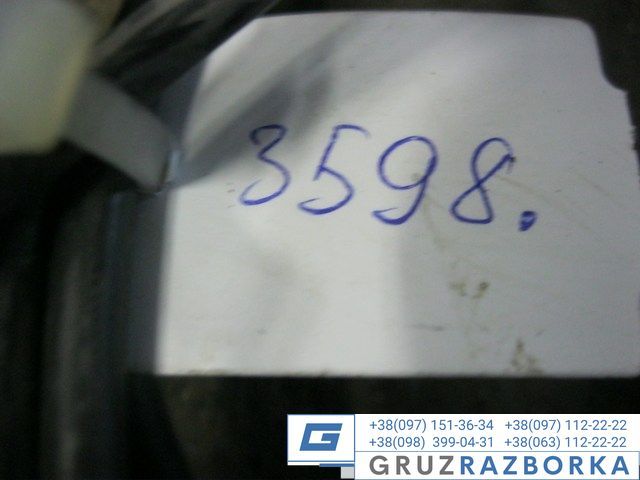 3598.
+38(097) 151-36-34 +38(097) 112-22-22
+38(098) 399-04-31 +38(063) 112-22-22
G GRUZRAZBORKA